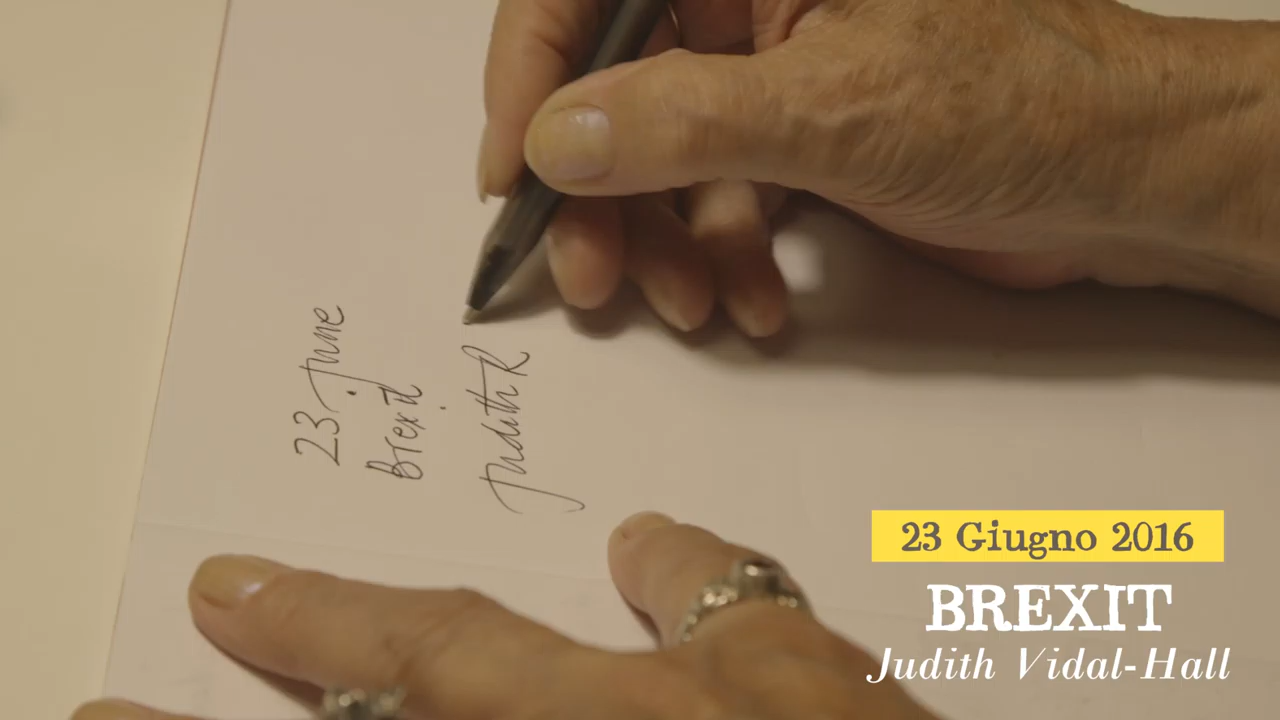 23 June
Brexit
Judith R
23 Giugno 2016
BREXIT
Judith Vidal-Hall